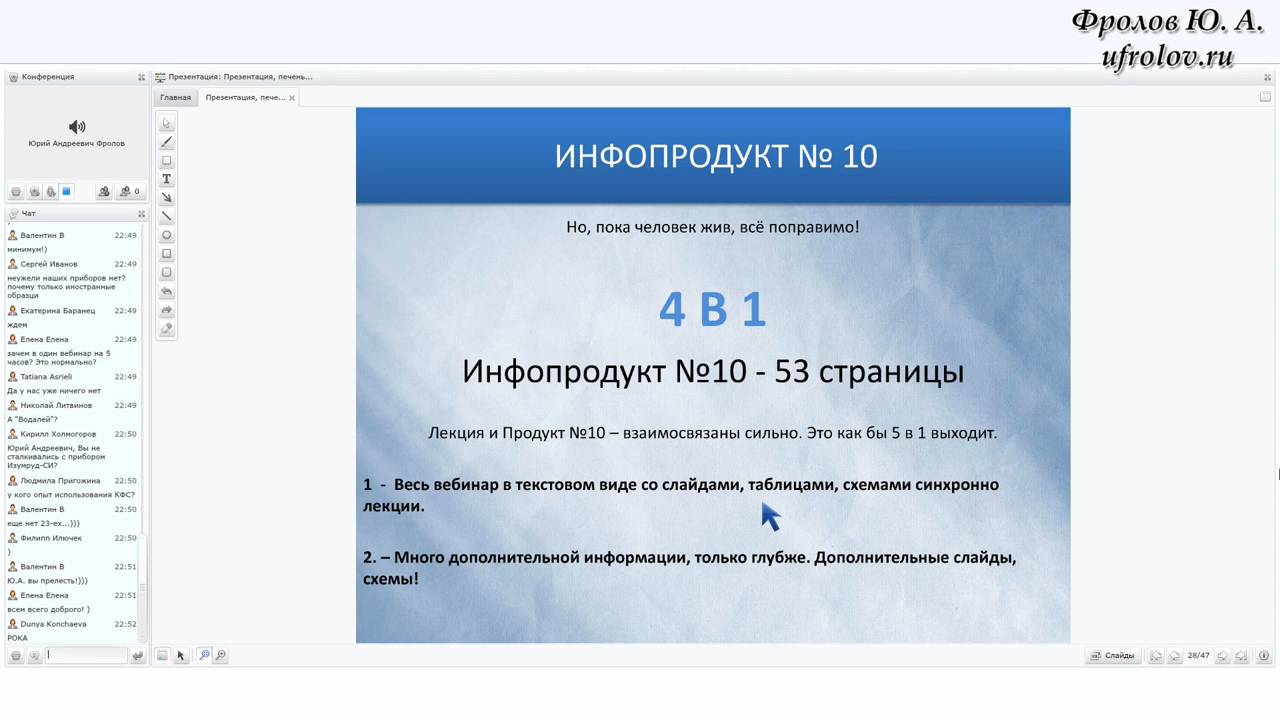 Фролов Ю. А.
ufrolov.ru
Конференция
Юрий Андреевич Фролов
0
Чат
Валентин В 22:49
минимум!)
Сергей Иванов 22:49
неужели наших приборов нет?
почему только иностранные
образци
Екатерина Баранец 22:49
ждем
Елена Елена 22:49
зачем в один вебинар на 5
часов? Это нормально?
Tatiana Asrieli 22:49
Да у нас уже ничего нет
Николай Литвинов 22:49
А "Водалей"?
Кирилл Холмогоров 22:50
Юрий Андреевич, Вы не
сталкивались с прибором
Изумруд-СИ?
Людмила Пригожина 22:50
у кого опыт использования КФС?
Валентин В 22:50
еще нет 23-ех...)))
Филипп Илючек 22:50
)
Валентин В 22:51
Ю.А. вы прелесть!)))
Елена Елена 22:51
всем всего доброго! )
Dunya Konchaeva 22:52
РОКА
Презентация: Презентация, печень...
Главная
Презентация, пече...
T
ИНФОПРОДУКТ № 10
Но, пока человек жив, всё поправимо!
4 В 1
Инфопродукт №10 - 53 страницы
Лекция и Продукт №10 – взаимосвязаны сильно. Это как бы 5 в 1 выходит.
1 - Весь вебинар в текстовом виде со слайдами, таблицами, схемами синхронно
лекции.
2. – Много дополнительной информации, только глубже. Дополнительные слайды,
схемы!
Слайды
28/47